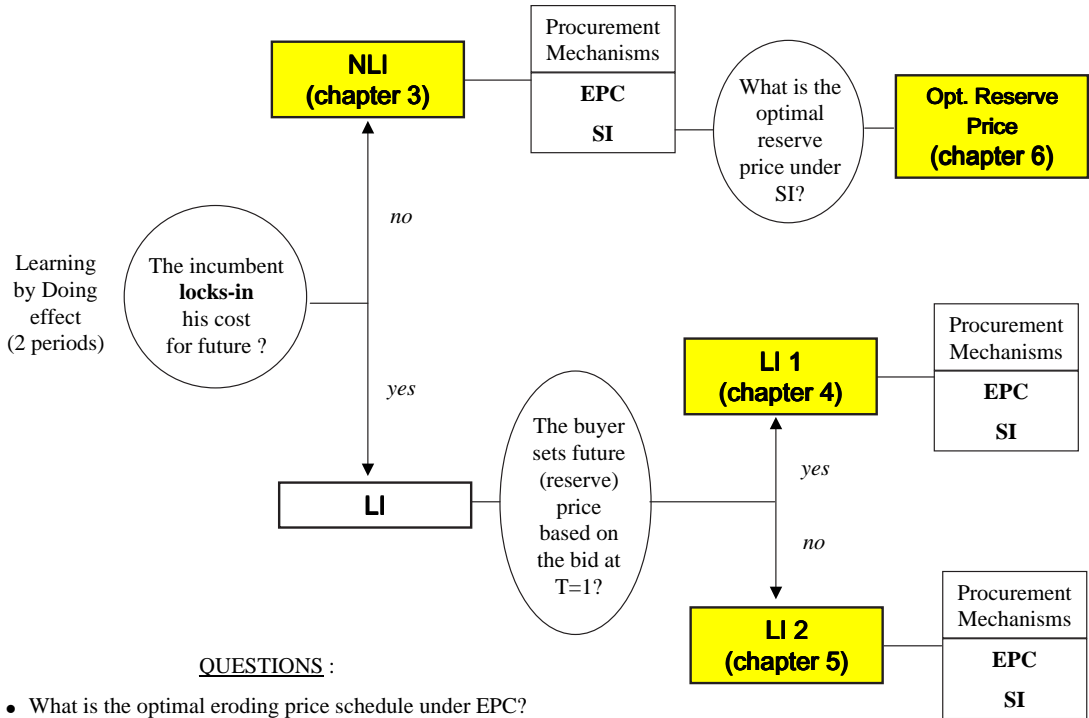 Learning
by Doing
effect
(2 periods)
The incumbent
locks-in
his cost
for future ?
no
yes
NLI
(chapter 3)
Procurement
Mechanisms
EPC
SI
What is the
optimal
reserve
price under
SI?
Opt. Reserve
Price
(chapter 6)
LI
The buyer
sets future
(reserve)
price
based on
the bid at
T=1?
yes
no
LI 1
(chapter 4)
Procurement
Mechanisms
EPC
SI
LI 2
(chapter 5)
Procurement
Mechanisms
EPC
SI
QUESTIONS :
• What is the optimal eroding price schedule under EPC?